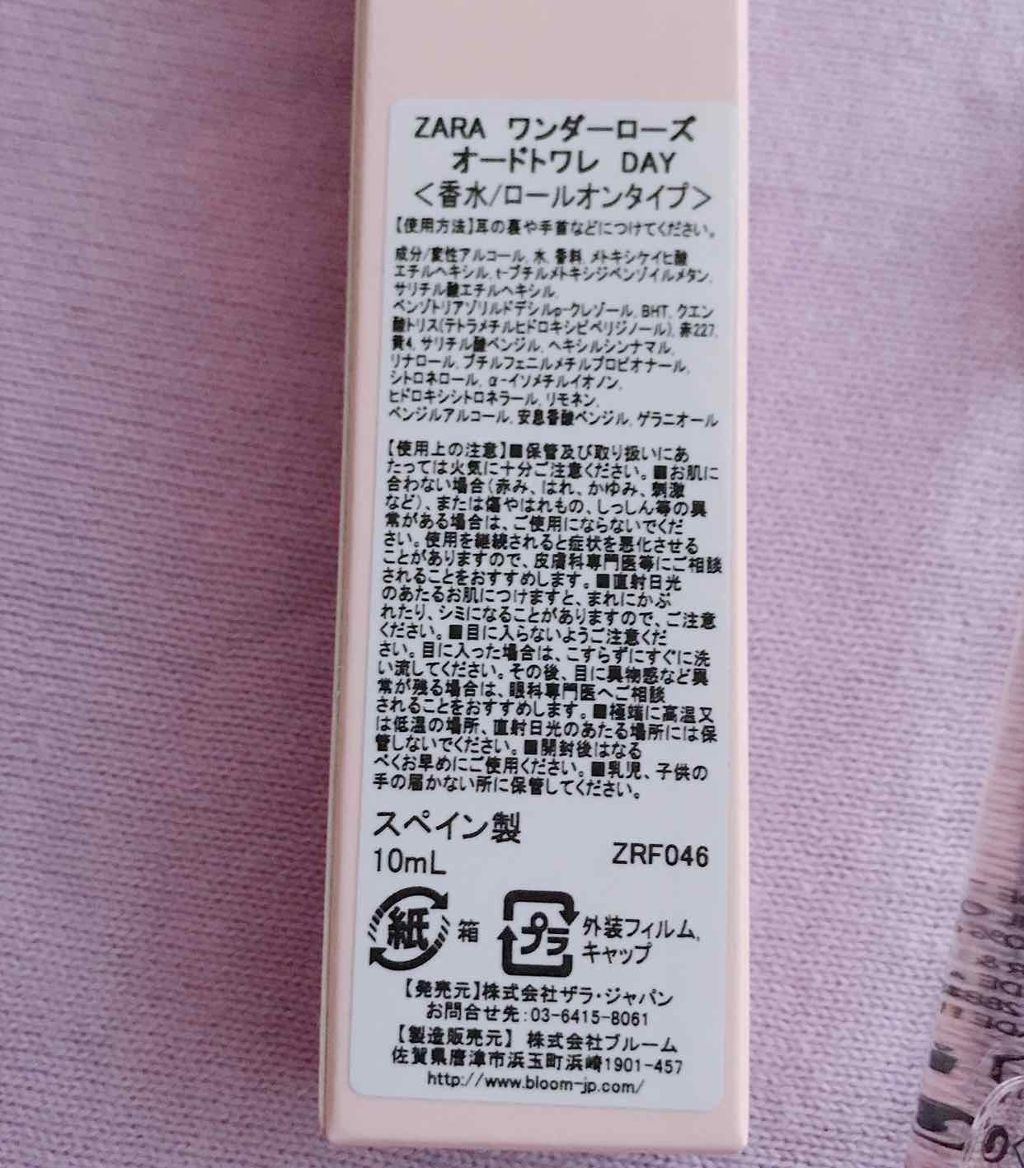 ZARA ワンダーローズ
オードトワレ DAY
＜香水/ロールオンタイプ＞
【使用方法】耳の裏や手首などにつけてください。
成分/変性アルコール, 水, 香料, メトキシケイヒ酸
エチルヘキシル, t-ブチルメトキシジベンゾイルメタン,
サリチル酸エチルヘキシル,
ベンゾトリアゾリルドデシルp-クレゾール, BHT, クエン
酸トリス(テトラメチルヒドロキシピペリジノール), 赤227,
黄4, サリチル酸ベンジル, ヘキシルシンナマル,
リナロール, ブチルフェニルメチルプロピオナール,
シトロネロール, α-イソメチルイオノン,
ヒドロキシシトロネラール, リモネン,
ベンジルアルコール, 安息香酸ベンジル, ゲラニオール
【使用上の注意】■保管及び取り扱いにあ
たっては火気に十分ご注意ください。■お肌に
合わない場合(赤み、はれ、かゆみ、刺激
など)、または傷やはれもの、しっしん等の異
常がある場合は、ご使用にならないでくだ
さい。使用を継続されると症状を悪化させる
ことがありますので、皮膚科専門医等にご相談
されることをおすすめします。■直射日光
のあたるお肌につけますと、まれにかぶ
れたり、シミになることがありますので、ご注意
ください。■目に入らないようご注意くだ
さい。目に入った場合は、こすらずにすぐに洗
い流してください。その後、目に異物感など異
常が残る場合は、眼科専門医へご相談
されることをおすすめします。■極端に高温又
は低温の場所、直射日光のあたる場所には保
管しないでください。■開封後はなる
べくお早めにご使用ください。■乳児、子供の
手の届かない所に保管してください。
スペイン製
10mL ZRF046
紙 箱 プラ 外装フィルム,
キャップ
【発売元】株式会社ザラ・ジャパン
お問合せ先：03-6415-8061
【製造販売元】 株式会社ブルーム
佐賀県唐津市浜玉町浜崎1901-457
http://www.bloom-jp.com/